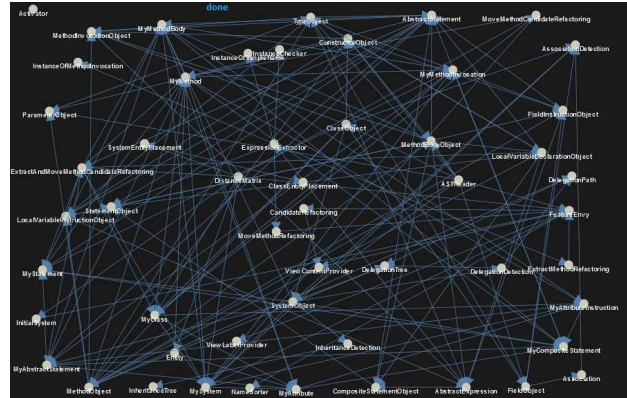 done
Activator
MethodInvocationObject
MyMethodBody
TypeObject
AbstractStatement
MoveMethodCandidateRefactoring
ConstructorObject
AssociationDetection
InstanceChecker
InstanceOfMethodInvocation
MyMethod
MyMethodInvocation
ParameterObject
FieldInstructionObject
ClassObject
SystemEntityPlacement
ExpressionExtractor
MethodBodyObject
LocalVariableDeclarationObject
ExtractAndMoveMethodCandidateRefactoring
DistanceMatrix
ClassEntityPlacement
ASTReader
DelegationPath
StatementObject
LocalVariableInstructionObject
CandidateRefactoring
FeatureEnvy
MoveMethodRefactoring
MyStatement
ViewContentProvider
DelegationTree
DelegationDetection
ExtractMethodRefactoring
SystemObject
MyAttributeInstruction
InitialSystem
MyClass
ViewLabelProvider
InheritanceDetection
MyCompositeStatement
Entity
MyAbstractStatement
Association
MethodObject
InheritanceTree
MySystem
NameSorter
MyAttribute
CompositeStatementObject
AbstractExpression
FieldObject